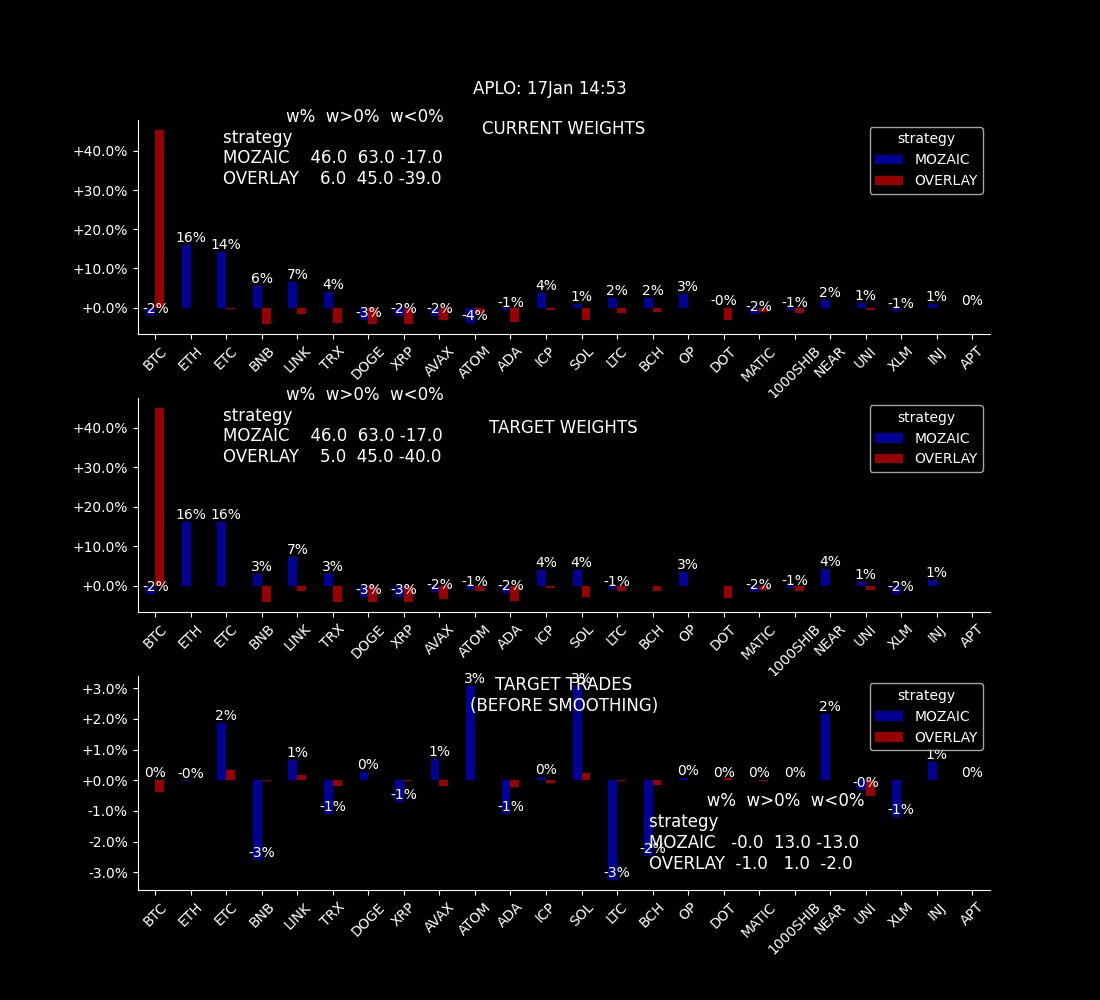 APLO: 17Jan 14:53
CURRENT WEIGHTS
w% w>0% w<0%
strategy
MOZAIC 46.0 63.0 -17.0
OVERLAY 6.0 45.0 -39.0
strategy
MOZAIC
OVERLAY
+40.0%
+30.0%
+20.0%
+10.0%
+0.0%
-2% 16% 14% 6% 7% 4% -3% -2% -2% -4% -1% 4% 1% 2% 2% 3% -0% -2% -1% 2% 1% -1% 1% 0%
BTC ETH ETC BNB LINK TRX DOGE XRP AVAX ATOM ADA ICP SOL LTC BCH OP DOT MATIC 1000SHIB NEAR UNI XLM INJ APT
TARGET WEIGHTS
w% w>0% w<0%
strategy
MOZAIC 46.0 63.0 -17.0
OVERLAY 5.0 45.0 -40.0
strategy
MOZAIC
OVERLAY
+40.0%
+30.0%
+20.0%
+10.0%
+0.0%
-2% 16% 16% 3% 7% 3% -3% -3% -2% -1% -2% 4% 4% -1% 3% -2% -1% 4% 1% -2% 1%
BTC ETH ETC BNB LINK TRX DOGE XRP AVAX ATOM ADA ICP SOL LTC BCH OP DOT MATIC 1000SHIB NEAR UNI XLM INJ APT
TARGET TRADES
(BEFORE SMOOTHING)
strategy
MOZAIC
OVERLAY
+3.0%
+2.0%
+1.0%
+0.0%
-1.0%
-2.0%
-3.0%
0% -0% 2% -3% 1% -1% 0% -1% 1% 3% -1% 0% 3% -3% -2% 0% 0% 0% 0% 2% -0% -1% 1% 0%
w% w>0% w<0%
strategy
MOZAIC -0.0 13.0 -13.0
OVERLAY -1.0 1.0 -2.0
BTC ETH ETC BNB LINK TRX DOGE XRP AVAX ATOM ADA ICP SOL LTC BCH OP DOT MATIC 1000SHIB NEAR UNI XLM INJ APT